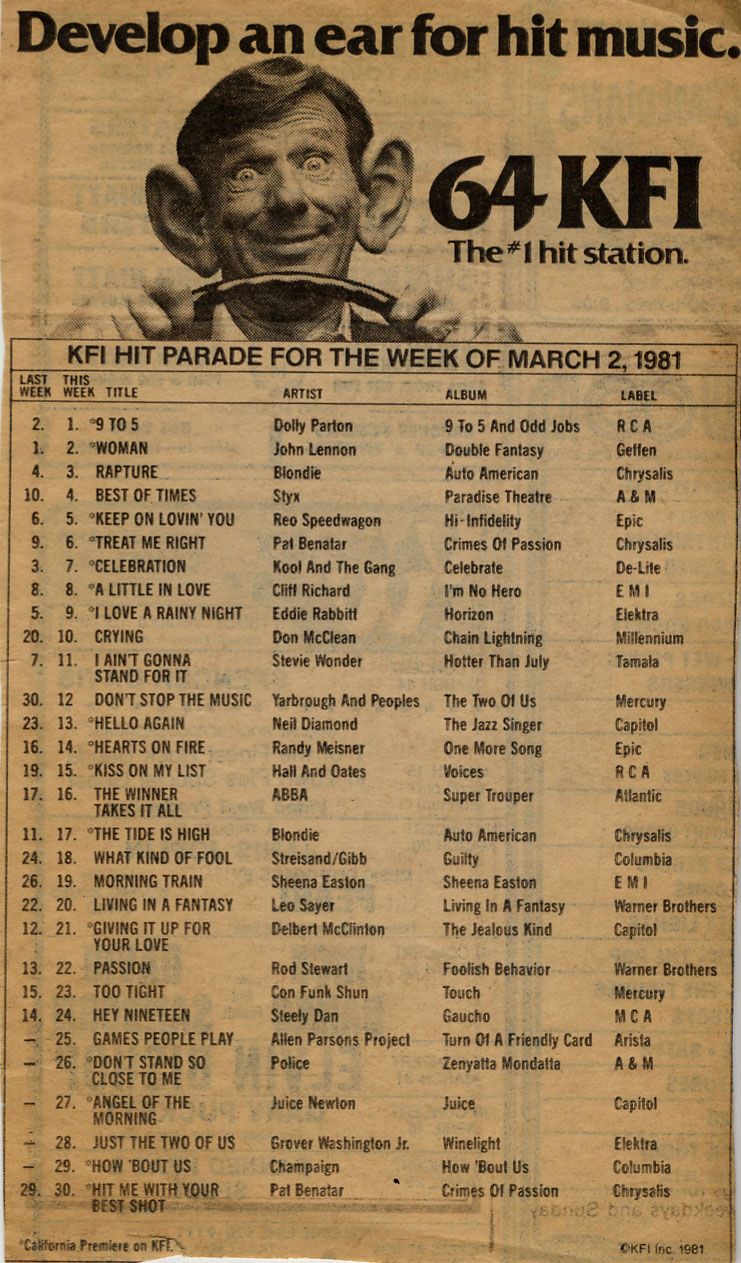 Develop an ear for hit music.
64 KFI
The #1 hit station.
KFI HIT PARADE FOR THE WEEK OF MARCH 2, 1981
LAST WEEK THIS WEEK TITLE ARTIST ALBUM LABEL
2. 1. *9 TO 5 Dolly Parton 9 To 5 And Odd Jobs R C A
1. 2. *WOMAN John Lennon Double Fantasy Geffen
4. 3. RAPTURE Blondie Auto American Chrysalis
10. 4. BEST OF TIMES Styx Paradise Theatre A & M
6. 5. *KEEP ON LOVIN' YOU Reo Speedwagon Hi-Infidelity Epic
9. 6. *TREAT ME RIGHT Pat Benatar Crimes Of Passion Chrysalis
3. 7. *CELEBRATION Kool And The Gang Celebrate De-Lite
8. 8. *A LITTLE IN LOVE Cliff Richard I'm No Hero E M I
5. 9. *I LOVE A RAINY NIGHT Eddie Rabbitt Horizon Elektra
20. 10. CRYING Don McClean Chain Lightning Millennium
7. 11. I AIN'T GONNA STAND FOR IT Stevie Wonder Hotter Than July Tamala
30. 12 DON'T STOP THE MUSIC Yarbrough And Peoples The Two Of Us Mercury
23. 13. *HELLO AGAIN Neil Diamond The Jazz Singer Capitol
16. 14. *HEARTS ON FIRE Randy Meisner One More Song Epic
19. 15. *KISS ON MY LIST Hall And Oates Voices R C A
17. 16. THE WINNER TAKES IT ALL ABBA Super Trouper Atlantic
11. 17. *THE TIDE IS HIGH Blondie Auto American Chrysalis
24. 18. WHAT KIND OF FOOL Streisand/Gibb Guilty Columbia
26. 19. MORNING TRAIN Sheena Easton Sheena Easton E M I
22. 20. LIVING IN A FANTASY Leo Sayer Living In A Fantasy Warner Brothers
12. 21. *GIVING IT UP FOR YOUR LOVE Delbert McClinton The Jealous Kind Capitol
13. 22. PASSION Rod Stewart Foolish Behavior Warner Brothers
15. 23. TOO TIGHT Con Funk Shun Touch Mercury
14. 24. HEY NINETEEN Steely Dan Gaucho M C A
– 25. GAMES PEOPLE PLAY Allen Parsons Project Turn Of A Friendly Card Arista
– 26. *DON'T STAND SO CLOSE TO ME Police Zenyatta Mondatta A & M
– 27. *ANGEL OF THE MORNING Juice Newton Juice Capitol
– 28. JUST THE TWO OF US Grover Washington Jr. Winelight Elektra
– 29. *HOW 'BOUT US Champaign How 'Bout Us Columbia
29. 30. *HIT ME WITH YOUR BEST SHOT Pat Benatar Crimes Of Passion Chrysalis
*California Premiere on KFI.
©KFI Inc. 1981